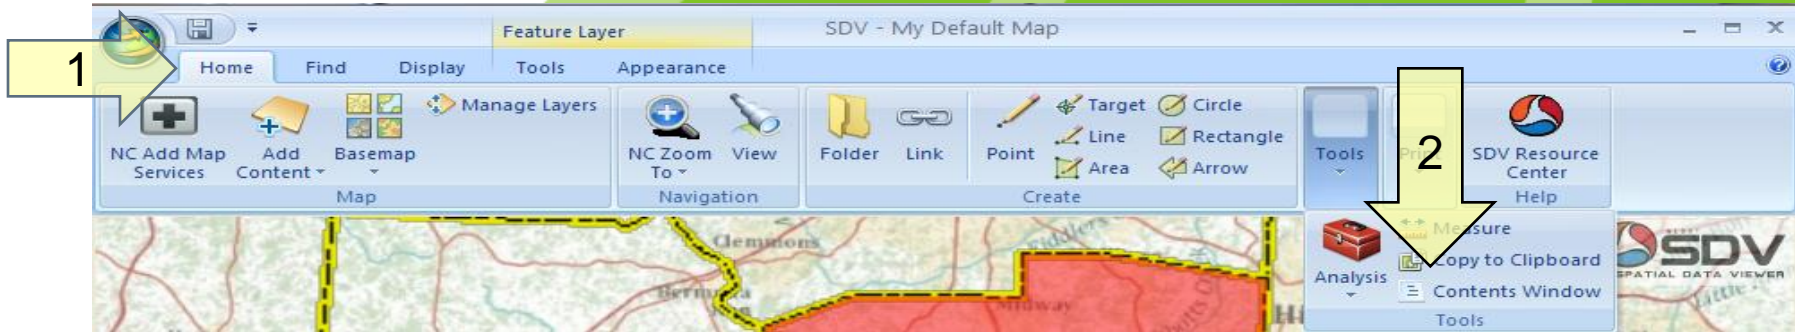 Feature Layer
SDV - My Default Map
1
Home Find Display Tools Appearance
Manage Layers
Target Circle
Line Rectangle
NC Add Map Services
Add Content
Basemap
NC Zoom To
View
Folder
Link
Point
Area Arrow
Tools
2
SDV Resource Center
Map
Navigation
Create
Help
Clemmons
Measure
SDV
SPATIAL DATA VIEWER
Copy to Clipboard
Analysis
Contents Window
Midway
Tools